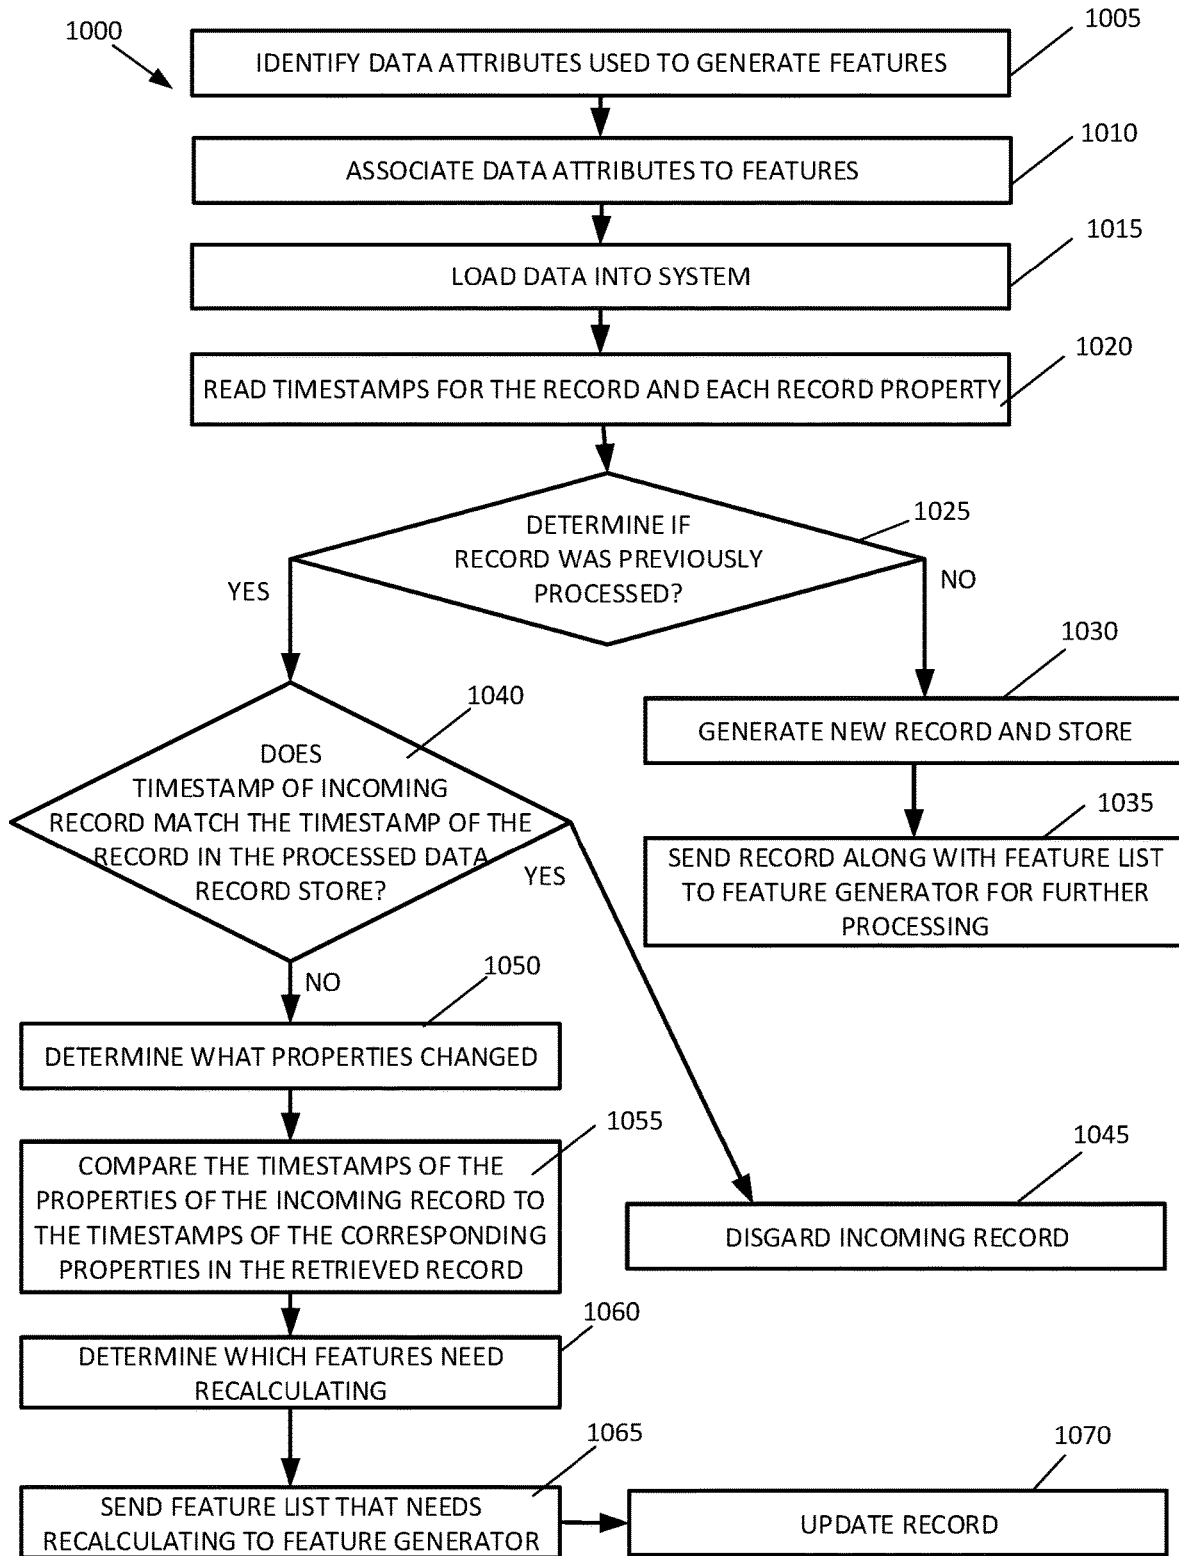 1000
1005
IDENTIFY DATA ATTRIBUTES USED TO GENERATE FEATURES
1010
ASSOCIATE DATA ATTRIBUTES TO FEATURES
1015
LOAD DATA INTO SYSTEM
1020
READ TIMESTAMPS FOR THE RECORD AND EACH RECORD PROPERTY
1025
DETERMINE IF
RECORD WAS PREVIOUSLY
PROCESSED?
YES
NO
1030
GENERATE NEW RECORD AND STORE
1035
SEND RECORD ALONG WITH FEATURE LIST
TO FEATURE GENERATOR FOR FURTHER
PROCESSING
1040
DOES
TIMESTAMP OF INCOMING
RECORD MATCH THE TIMESTAMP OF THE
RECORD IN THE PROCESSED DATA
RECORD STORE?
YES
NO
1045
DISGARD INCOMING RECORD
1050
DETERMINE WHAT PROPERTIES CHANGED
1055
COMPARE THE TIMESTAMPS OF THE
PROPERTIES OF THE INCOMING RECORD TO
THE TIMESTAMPS OF THE CORRESPONDING
PROPERTIES IN THE RETRIEVED RECORD
1060
DETERMINE WHICH FEATURES NEED
RECALCULATING
1065
SEND FEATURE LIST THAT NEEDS
RECALCULATING TO FEATURE GENERATOR
1070
UPDATE RECORD